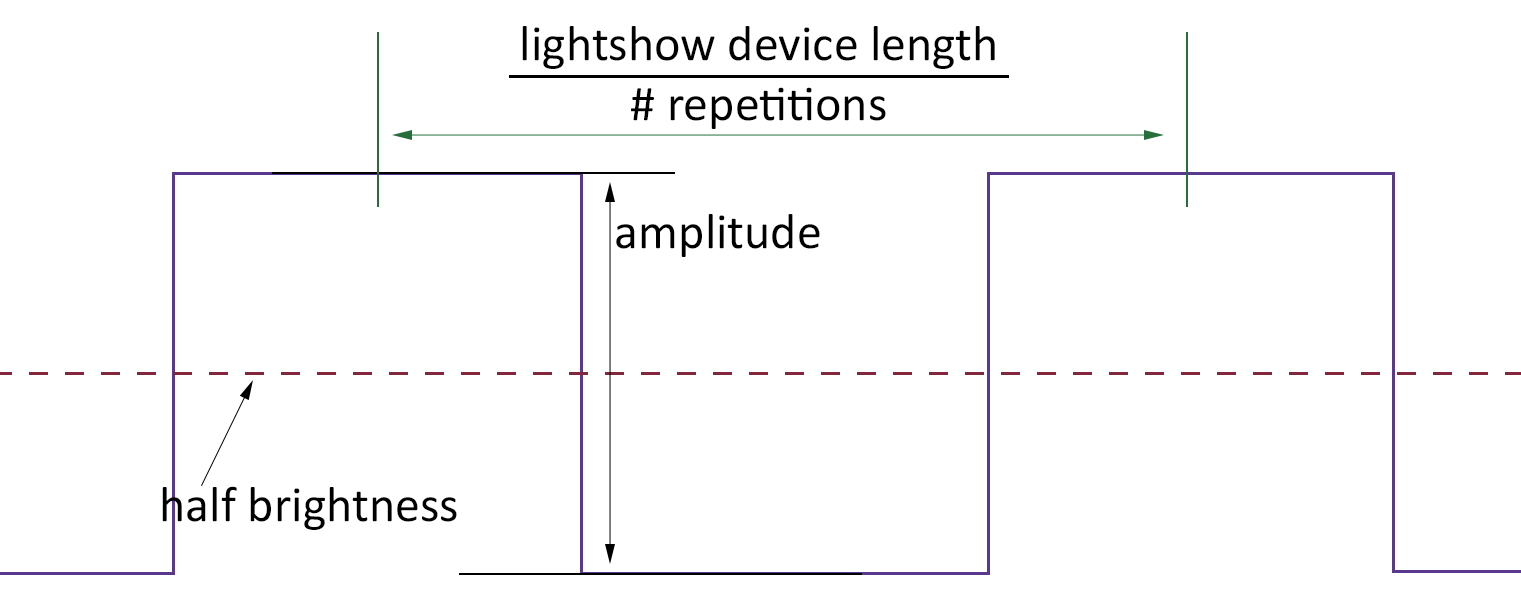 lightshow device length
# repetitions
amplitude
half brightness